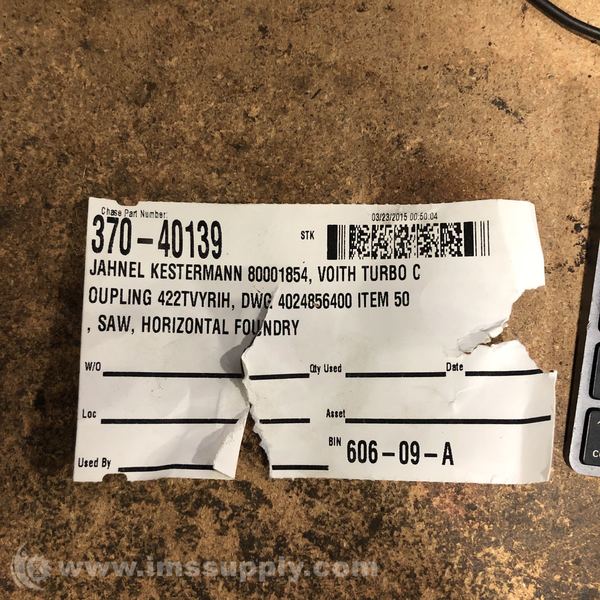 Chase Part Number:
370-40139
03/23/2015 00:50:04
STK
JAHNEL KESTERMANN 80001854, VOITH TURBO C
OUPLING 422TVYRIH, DWG. 4024856400 ITEM 50
, SAW, HORIZONTAL FOUNDRY
W/O Qty Used Date
Loc Asset
Used By BIN 606-09-A
www.imssupply.com